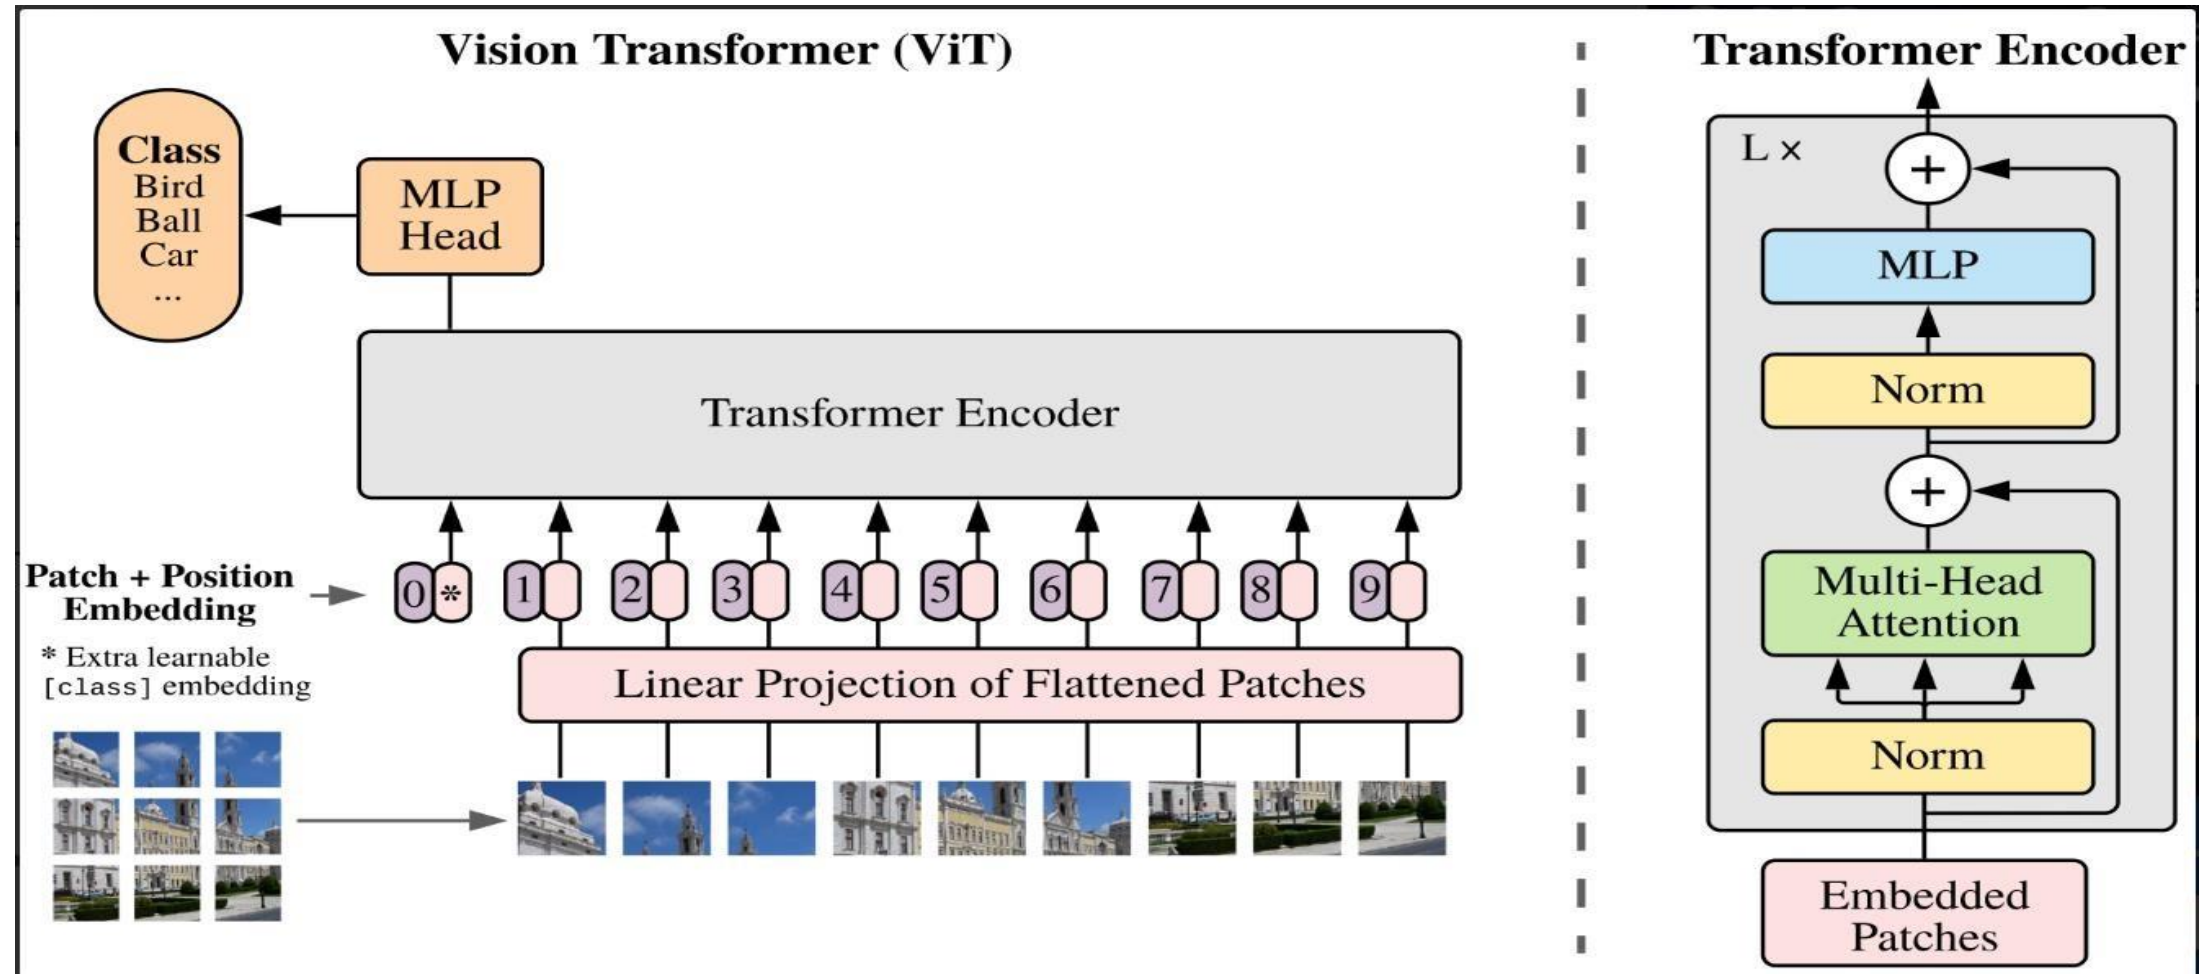 Vision Transformer (ViT)
Class
Bird
Ball
Car
...
MLP
Head
Transformer Encoder
Patch + Position
Embedding
* Extra learnable
[class] embedding
0 * 1 2 3 4 5 6 7 8 9
Linear Projection of Flattened Patches
Transformer Encoder
L ×
+
MLP
Norm
+
Multi-Head
Attention
Norm
Embedded
Patches